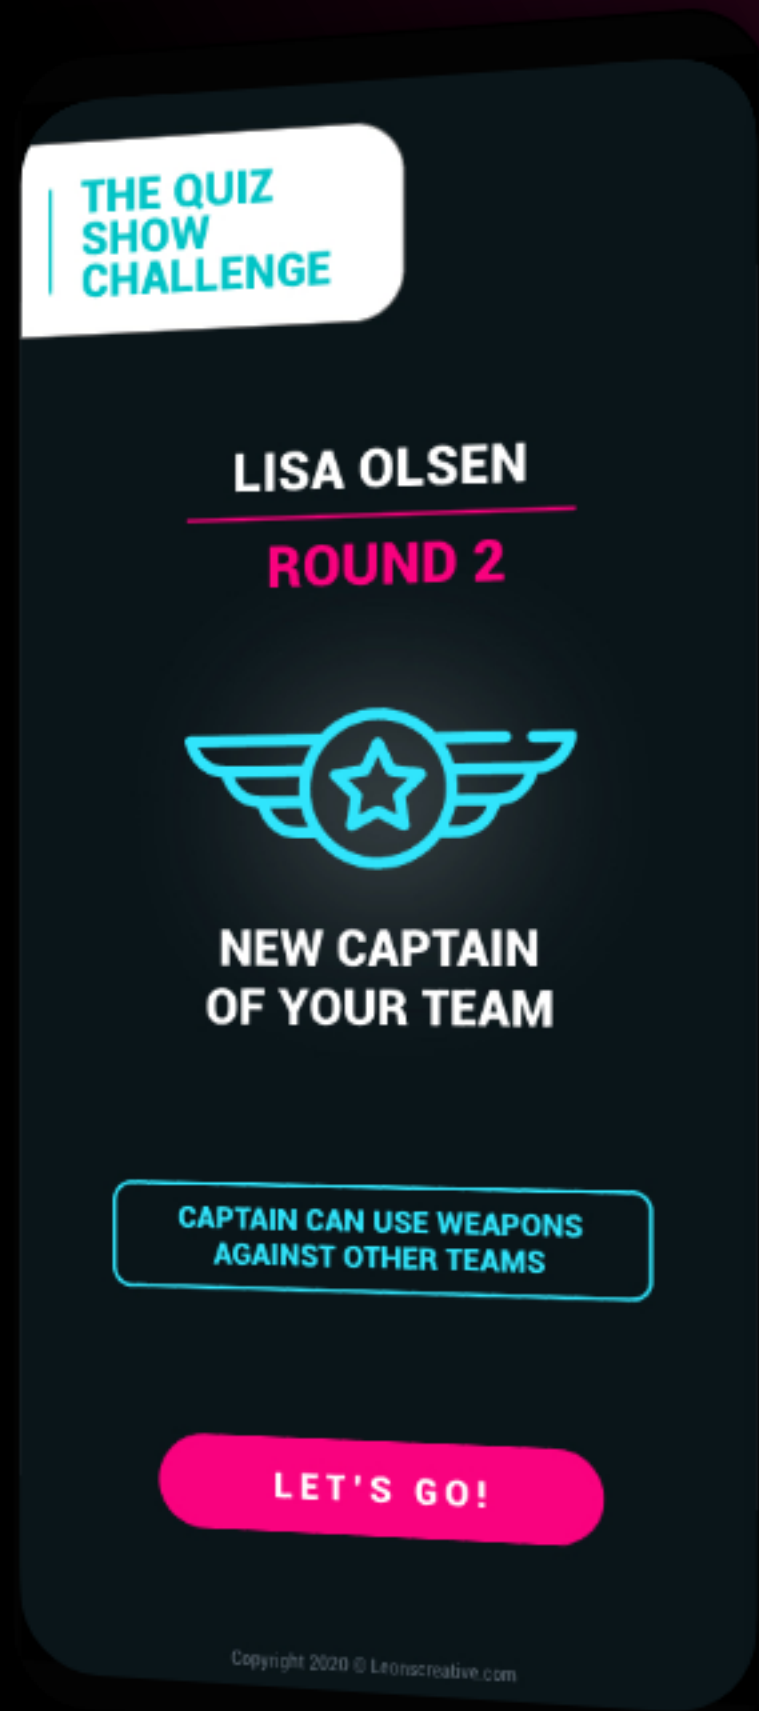 THE QUIZ
SHOW
CHALLENGE
LISA OLSEN
ROUND 2
NEW CAPTAIN
OF YOUR TEAM
CAPTAIN CAN USE WEAPONS
AGAINST OTHER TEAMS
LET'S GO!
Copyright 2020 © Leonscreative.com